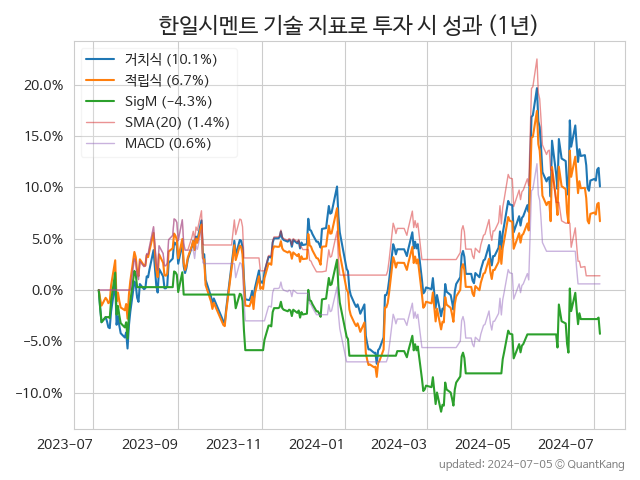 한일시멘트 기술 지표로 투자 시 성과 (1년)
거치식 (10.1%)
적립식 (6.7%)
SigM (−4.3%)
SMA(20) (1.4%)
MACD (0.6%)
20.0%
15.0%
10.0%
5.0%
0.0%
−5.0%
−10.0%
2023-07 2023-09 2023-11 2024-01 2024-03 2024-05 2024-07
updated: 2024-07-05 © QuantKang